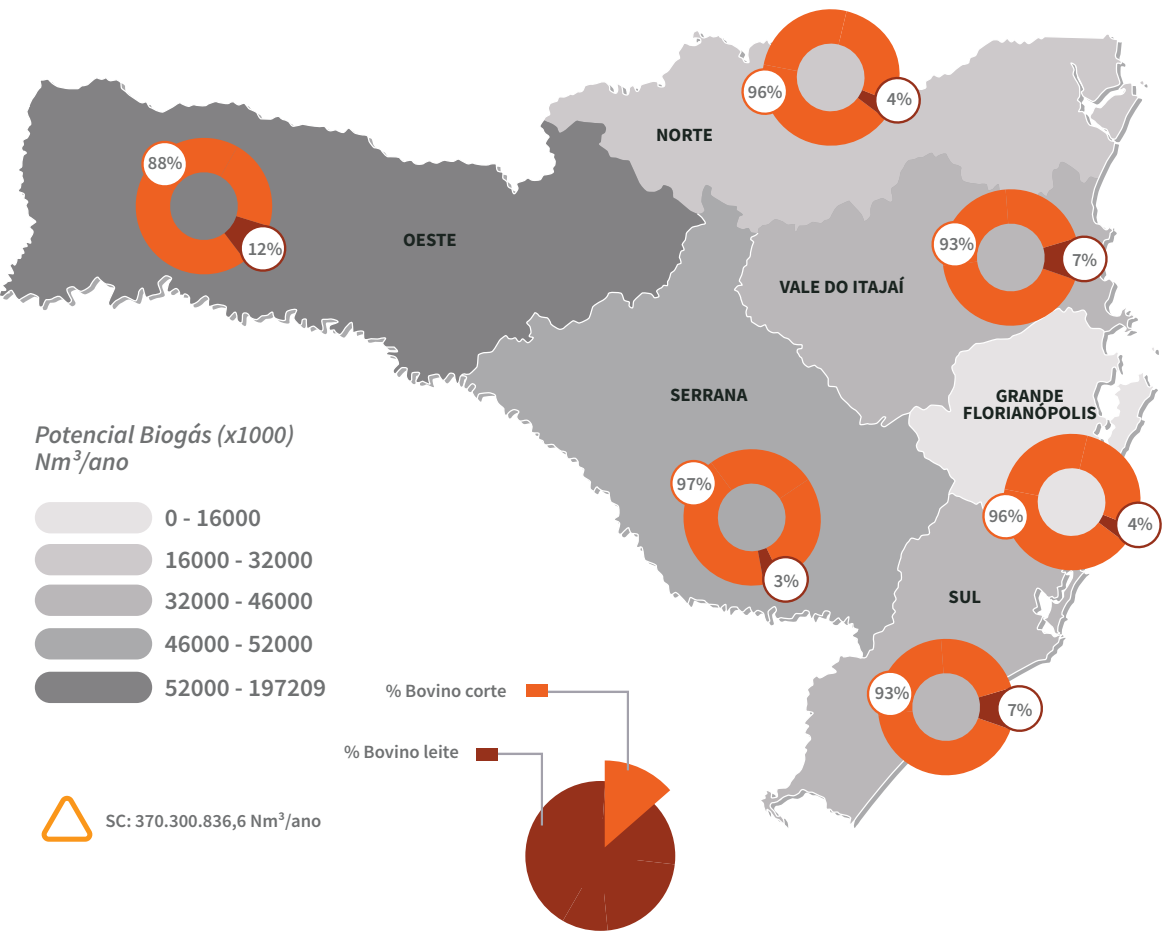 96%
4%
NORTE
88%
12%
OESTE
93%
7%
VALE DO ITAJAÍ
SERRANA
GRANDE
FLORIANÓPOLIS
97%
3%
96%
4%
SUL
93%
7%
Potencial Biogás (x1000)
Nm³/ano
0 - 16000
16000 - 32000
32000 - 46000
46000 - 52000
52000 - 197209
% Bovino corte
% Bovino leite
SC: 370.300.836,6 Nm³/ano